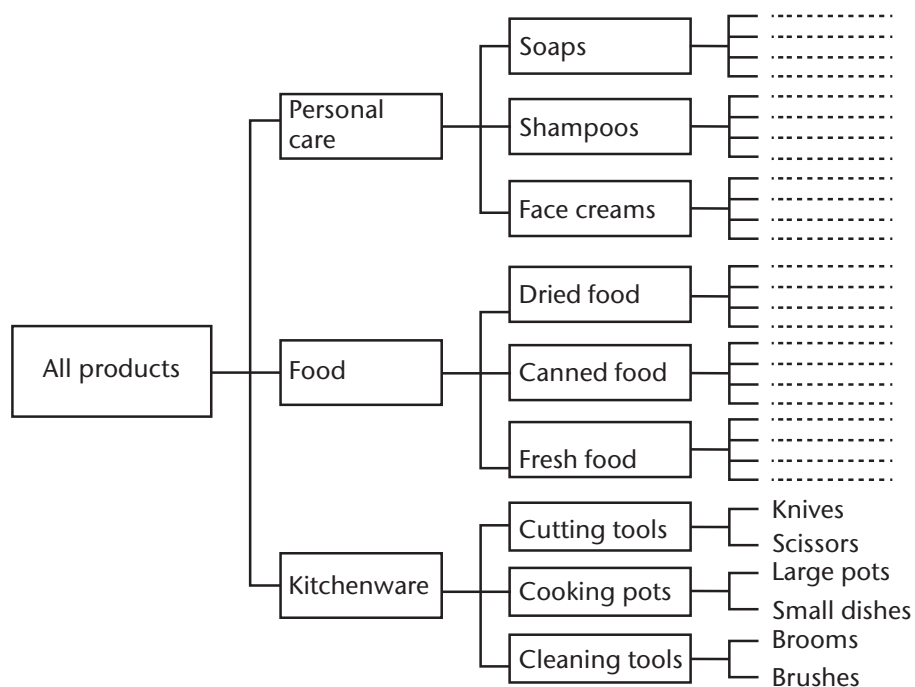 All products
Personal
care
Soaps
Shampoos
Face creams
Food
Dried food
Canned food
Fresh food
Kitchenware
Cutting tools
Knives
Scissors
Cooking pots
Large pots
Small dishes
Cleaning tools
Brooms
Brushes